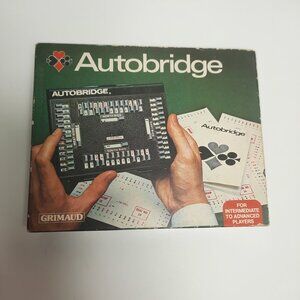 Autobridge
AUTOBRIDGE
Autobridge
GRIMAUD
FOR
INTERMEDIATE
TO ADVANCED
PLAYERS